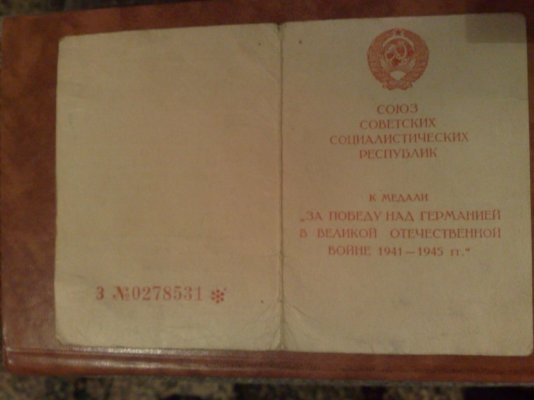 СОЮЗ
СОВЕТСКИХ
СОЦИАЛИСТИЧЕСКИХ
РЕСПУБЛИК
К МЕДАЛИ
„ЗА ПОБЕДУ НАД ГЕРМАНИЕЙ
В ВЕЛИКОЙ ОТЕЧЕСТВЕННОЙ
ВОЙНЕ 1941—1945 гг.“
З №0278531 *